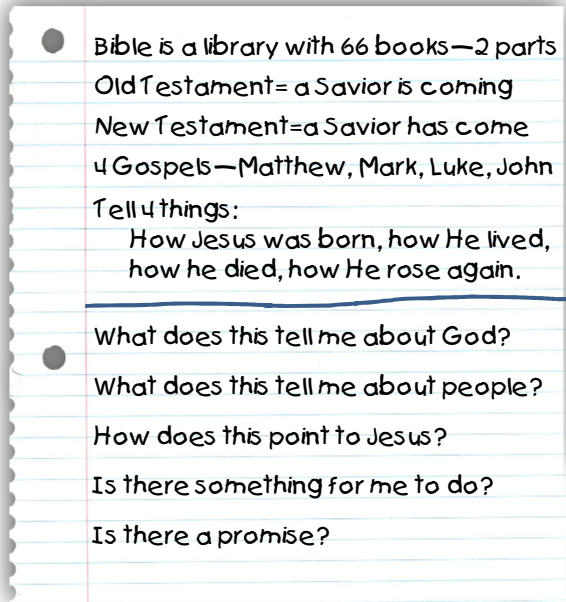 Bible is a library with 66 books—2 parts
Old Testament= a Savior is coming
New Testament=a Savior has come
4 Gospels—Matthew, Mark, Luke, John
Tell 4 things:
How Jesus was born, how He lived,
how he died, how He rose again.
What does this tell me about God?
What does this tell me about people?
How does this point to Jesus?
Is there something for me to do?
Is there a promise?